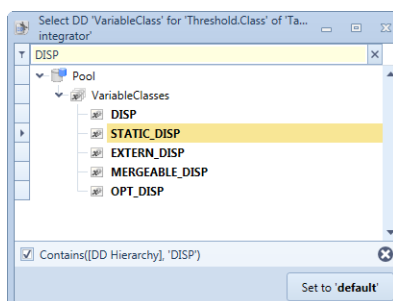 Select DD 'VariableClass' for 'Threshold.Class' of 'Ta...
integrator'
DISP
Pool
VariableClasses
DISP
STATIC_DISP
EXTERN_DISP
MERGEABLE_DISP
OPT_DISP
Contains([DD Hierarchy], 'DISP')
Set to 'default'